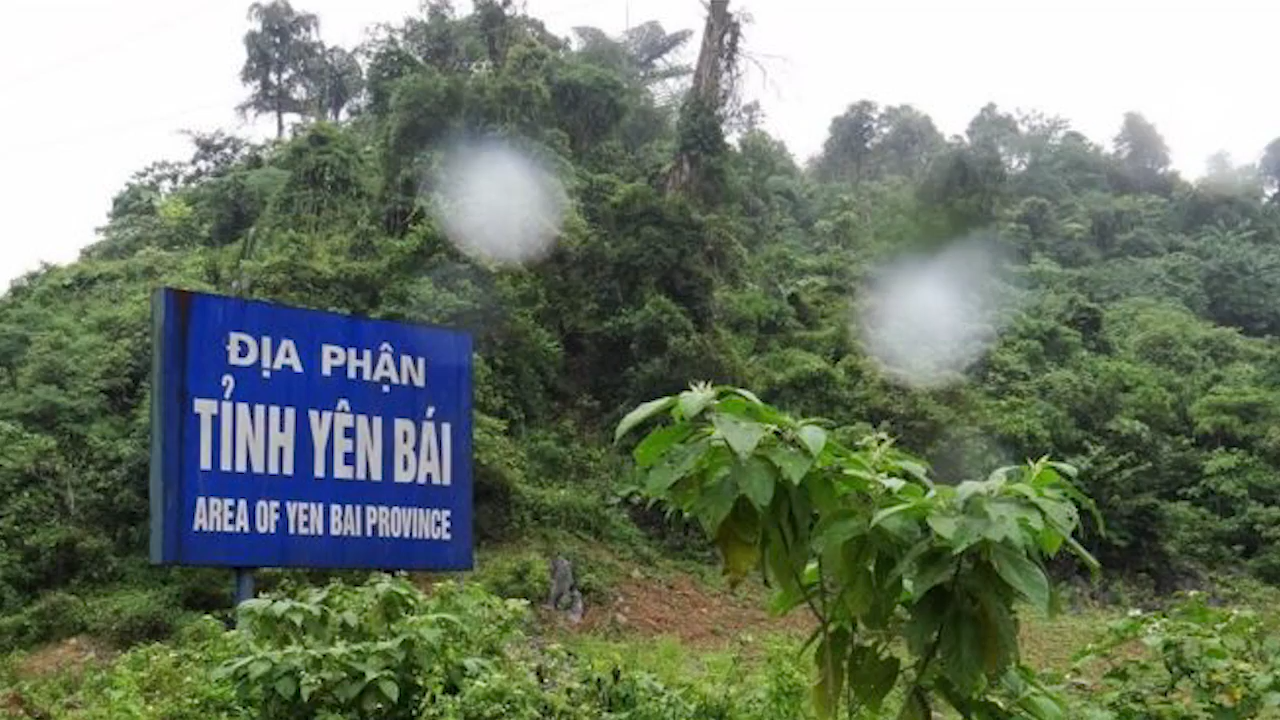 ĐỊA PHẬN
TỈNH YÊN BÁI
AREA OF YEN BAI PROVINCE